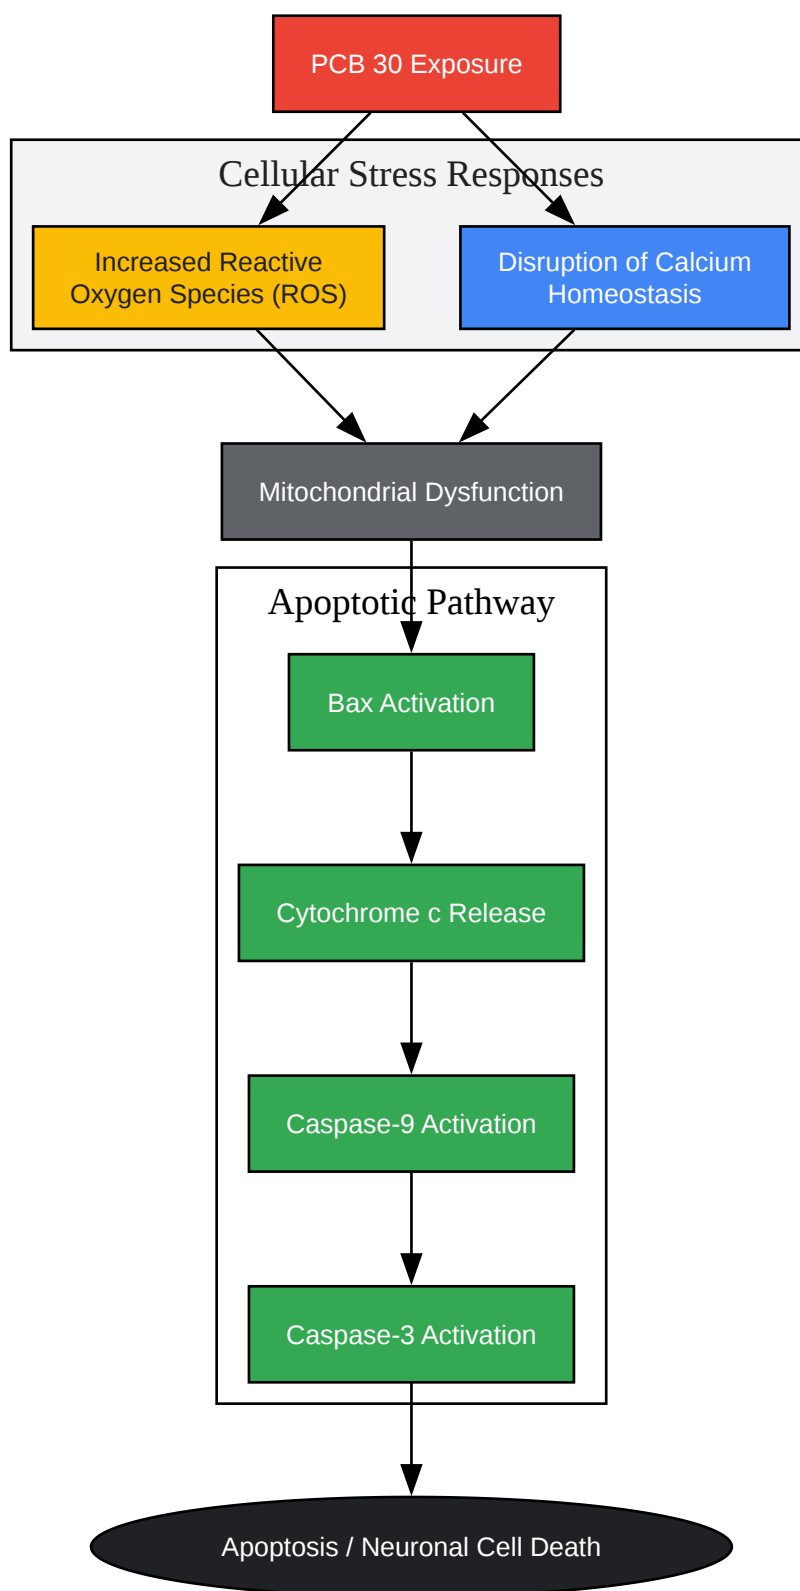 PCB 30 Exposure
Cellular Stress Responses
Increased Reactive
Oxygen Species (ROS)
Disruption of Calcium
Homeostasis
Mitochondrial Dysfunction
Apoptotic Pathway
Bax Activation
Cytochrome c Release
Caspase-9 Activation
Caspase-3 Activation
Apoptosis / Neuronal Cell Death